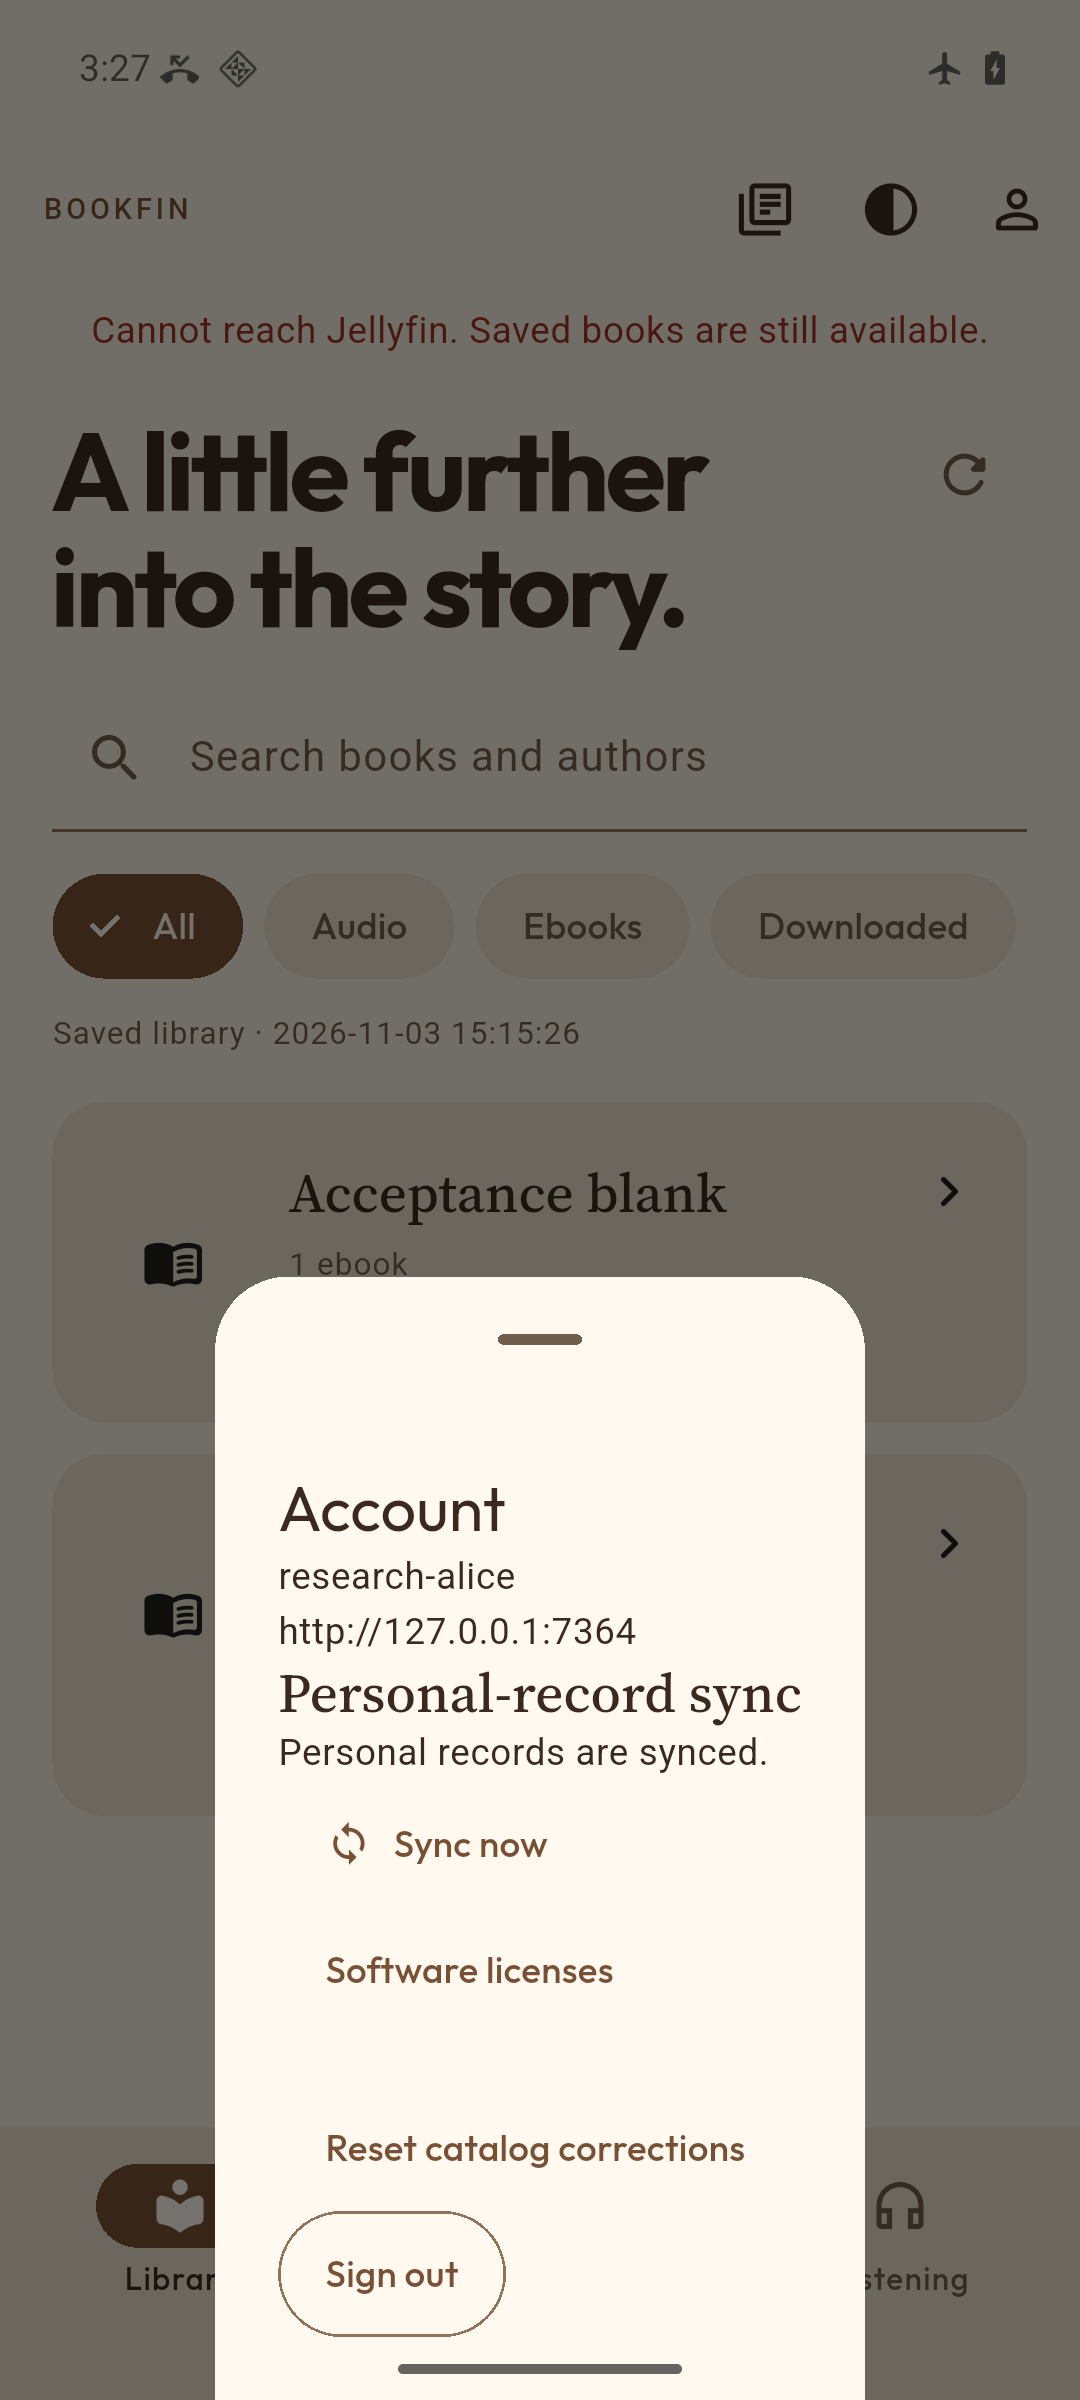 3:27
BOOKFIN
Cannot reach Jellyfin. Saved books are still available.
A little further
into the story.
Search books and authors
All
Audio
Ebooks
Downloaded
Saved library · 2026-11-03 15:15:26
Acceptance blank
1 ebook
Account
research-alice
http://127.0.0.1:7364
Personal-record sync
Personal records are synced.
Sync now
Software licenses
Reset catalog corrections
Sign out
Librar
stening